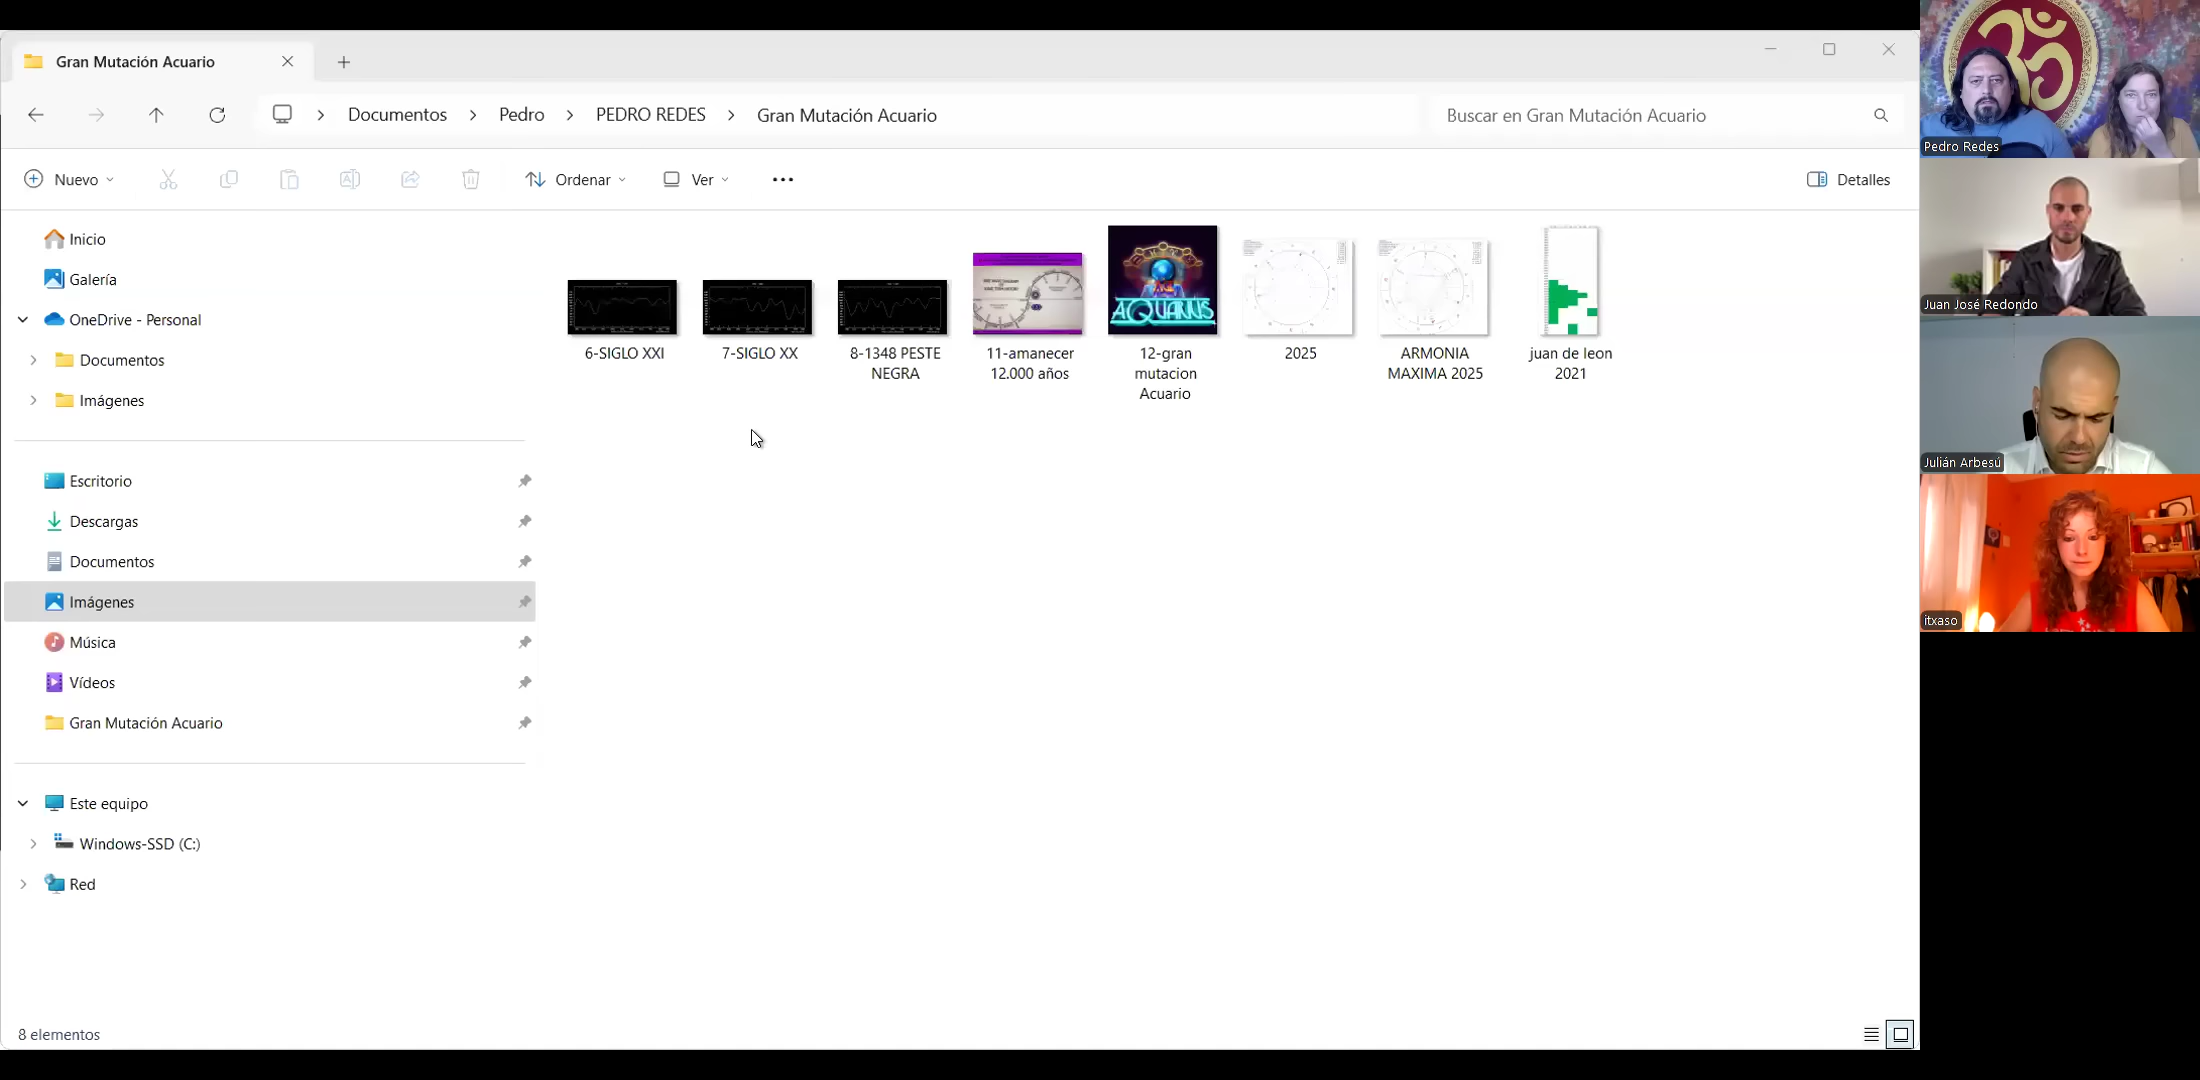 Gran Mutación Acuario
Documentos
Pedro
PEDRO REDES
Gran Mutación Acuario
Buscar en Gran Mutación Acuario
Nuevo
Ordenar
Ver
Detalles
Inicio
Galería
OneDrive - Personal
Documentos
Imágenes
Escritorio
Descargas
Documentos
Imágenes
Música
Vídeos
Gran Mutación Acuario
Este equipo
Windows-SSD (C:)
Red
AQUARIUS
6-SIGLO XXI
7-SIGLO XX
8-1348 PESTE
NEGRA
11-amanecer
12.000 años
12-gran
mutacion
Acuario
2025
ARMONIA
MAXIMA 2025
juan de leon
2021
8 elementos
Pedro Redes
Juan José Redondo
Julián Arbesú
itxaso